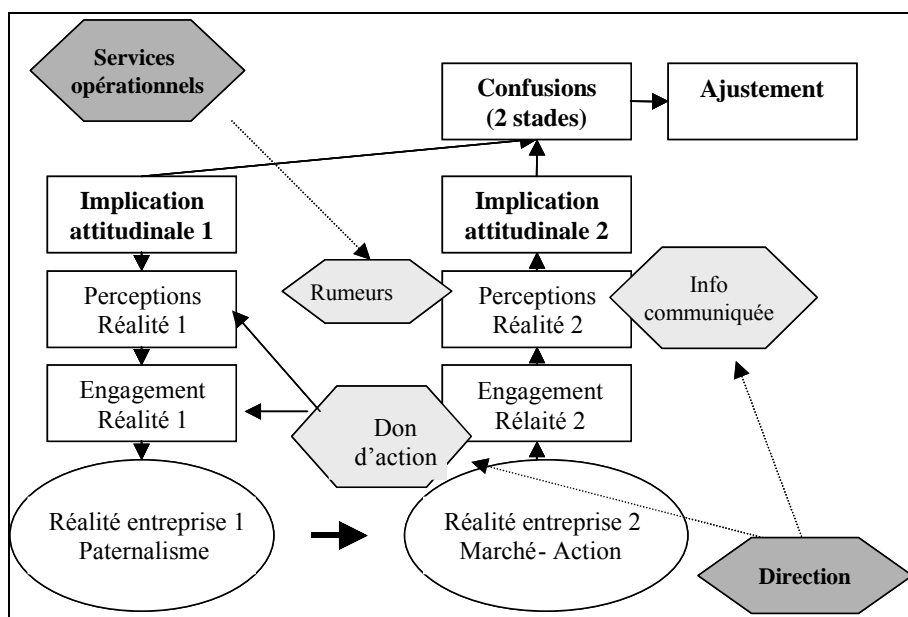 Services
opérationnels
Confusions
(2 stades)
Ajustement
Implication
attitudinale 1
Implication
attitudinale 2
Perceptions
Réalité 1
Rumeurs
Perceptions
Réalité 2
Info
communiquée
Engagement
Réalité 1
Don
d’action
Engagement
Rélaité 2
Réalité entreprise 1
Paternalisme
Réalité entreprise 2
Marché- Action
Direction